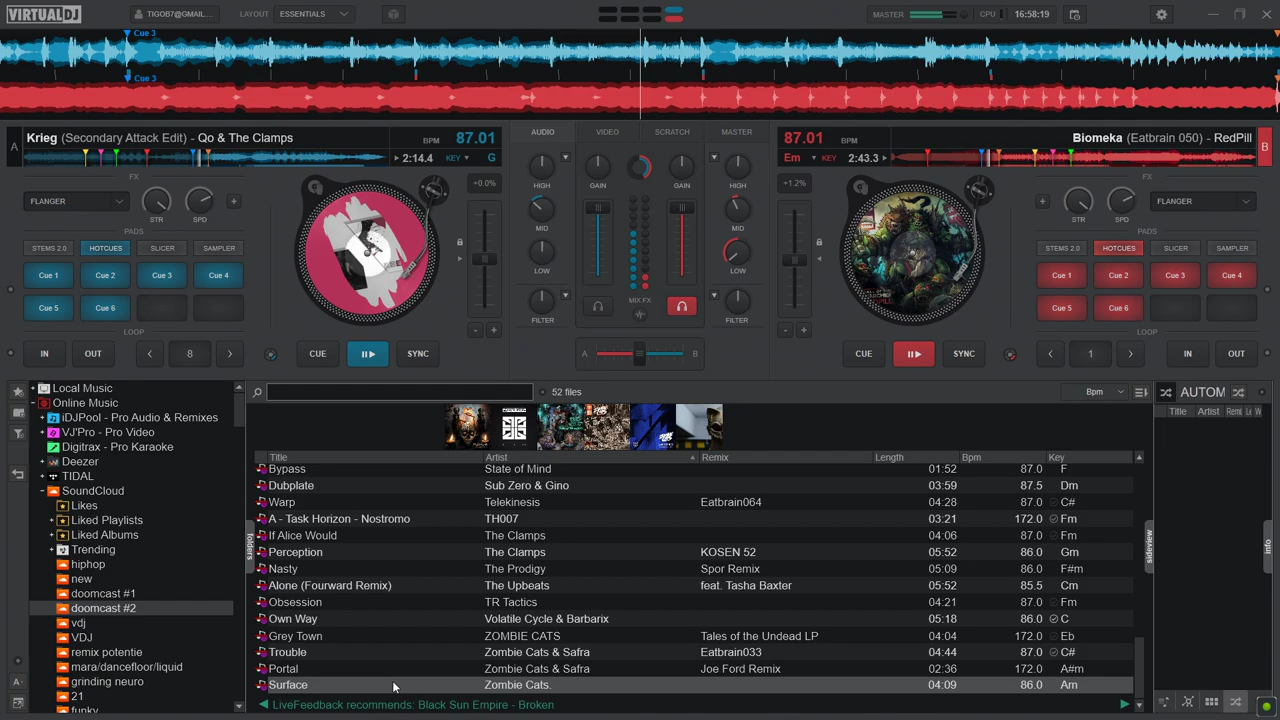 VIRTUALDJ
TIGOB7@GMAIL...
LAYOUT ESSENTIALS
MASTER
CPU
16:58:19
Cue 3
Cue 3
A
Krieg (Secondary Attack Edit) - Qo & The Clamps
BPM 87.01
2:14.4 KEY G
AUDIO VIDEO SCRATCH MASTER
87.01 BPM
Em KEY 2:43.3
Biomeka (Eatbrain 050) - RedPill
B
FX
FLANGER
STR SPD
+0.0%
PADS
STEMS 2.0 HOTCUES SLICER SAMPLER
Cue 1 Cue 2 Cue 3 Cue 4
Cue 5 Cue 6
LOOP
IN OUT 8
CUE SYNC
HIGH
MID
LOW
FILTER
GAIN GAIN
MIX FX
A B
HIGH
MID
LOW
FILTER
+1.2%
FX
STR SPD
FLANGER
PADS
STEMS 2.0 HOTCUES SLICER SAMPLER
Cue 1 Cue 2 Cue 3 Cue 4
Cue 5 Cue 6
LOOP
CUE SYNC
1 IN OUT
Local Music
Online Music
iDJPool - Pro Audio & Remixes
VJ'Pro - Pro Video
Digitrax - Pro Karaoke
Deezer
TIDAL
SoundCloud
Likes
Liked Playlists
Liked Albums
Trending
hiphop
new
doomcast #1
doomcast #2
vdj
VDJ
remix potentie
mara/dancefloor/liquid
grinding neuro
21
funky
folders
52 files
Bpm
Title Artist Remix Length Bpm Key
Bypass State of Mind 01:52 87.0 F
Dubplate Sub Zero & Gino 03:59 87.5 Dm
Warp Telekinesis Eatbrain064 04:28 87.0 C#
A - Task Horizon - Nostromo TH007 03:21 172.0 Fm
If Alice Would The Clamps 04:06 87.0 Fm
Perception The Clamps KOSEN 52 05:52 86.0 Gm
Nasty The Prodigy Spor Remix 05:09 86.0 F#m
Alone (Fourward Remix) The Upbeats feat. Tasha Baxter 05:52 85.5 Cm
Obsession TR Tactics 04:21 87.0 Fm
Own Way Volatile Cycle & Barbarix 05:18 86.0 C
Grey Town ZOMBIE CATS Tales of the Undead LP 04:04 172.0 Eb
Trouble Zombie Cats & Safra Eatbrain033 04:44 87.0 C#
Portal Zombie Cats & Safra Joe Ford Remix 02:36 172.0 A#m
Surface Zombie Cats. 04:09 86.0 Am
LiveFeedback recommends: Black Sun Empire - Broken
sideview
AUTOM
Title Artist Remi
info